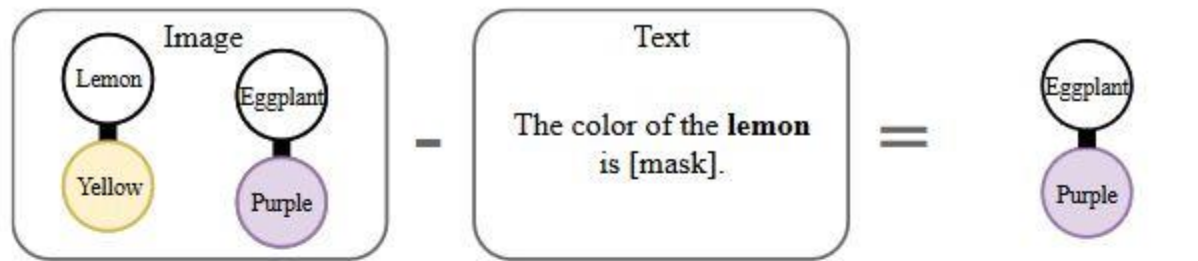 Image
Lemon
Yellow
Eggplant
Purple
-
Text
The color of the lemon
is [mask].
=
Eggplant
Purple